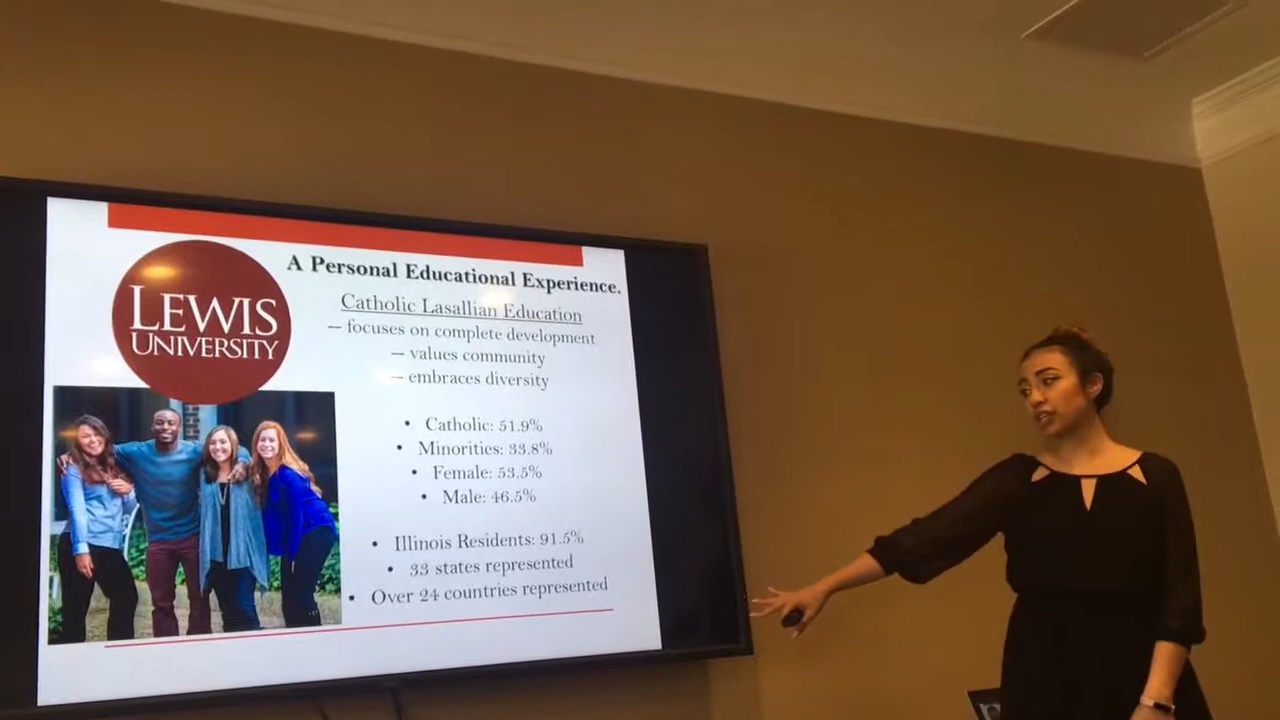 A Personal Educational Experience.
LEWIS
UNIVERSITY
Catholic Lasallian Education
– focuses on complete development
– values community
– embraces diversity
• Catholic: 51.9%
• Minorities: 33.8%
• Female: 53.5%
• Male: 46.5%
• Illinois Residents: 91.5%
• 33 states represented
• Over 24 countries represented